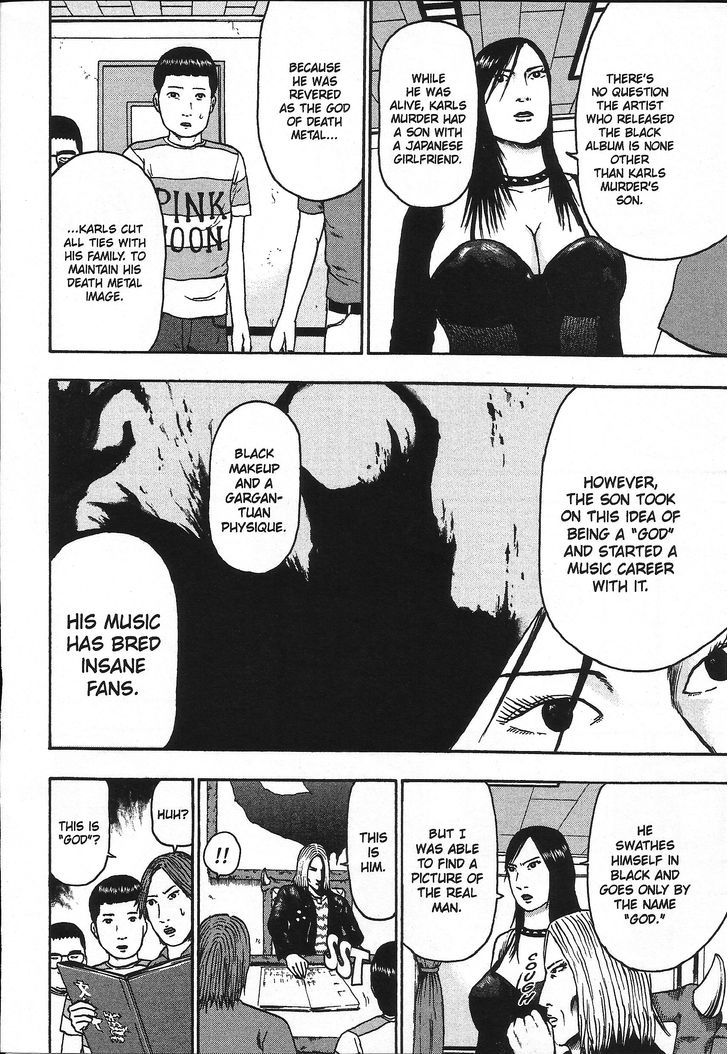 THERE'S
NO QUESTION
THE ARTIST
WHO RELEASED
THE BLACK
ALBUM IS NONE
OTHER
THAN KARLS
MURDER'S
SON.
WHILE
HE WAS
ALIVE, KARLS
MURDER HAD
A SON WITH
A JAPANESE
GIRLFRIEND.
BECAUSE
HE WAS
REVERED
AS THE GOD
OF DEATH
METAL...
PINK
MOON
...KARLS CUT
ALL TIES WITH
HIS FAMILY. TO
MAINTAIN HIS
DEATH METAL
IMAGE.
HOWEVER,
THE SON TOOK
ON THIS IDEA OF
BEING A "GOD"
AND STARTED A
MUSIC CAREER
WITH IT.
BLACK
MAKEUP
AND A
GARGAN-
TUAN
PHYSIQUE.
HIS MUSIC
HAS BRED
INSANE
FANS.
HE
SWATHES
HIMSELF IN
BLACK AND
GOES ONLY BY
THE NAME
"GOD."
BUT I
WAS ABLE
TO FIND A
PICTURE OF
THE REAL
MAN.
COUGH
THIS
IS
HIM.
SST
!!
HUH?
THIS IS
"GOD"?